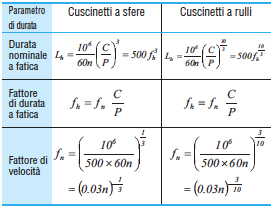 Parametro di durata | Cuscinetti a sfere | Cuscinetti a rulli
Durata nominale a fatica | L_h = 10^6/60n (C/P)^3 = 500 f_h^3 | L_h = 10^6/60n (C/P)^(10/3) = 500 f_h^(10/3)
Fattore di durata a fatica | f_h = f_n C/P | f_h = f_n C/P
Fattore di velocità | f_n = (10^6/500 × 60n)^(1/3) | f_n = (10^6/500 × 60n)^(3/10)
= (0.03n)^(-1/3) | = (0.03n)^(-3/10)